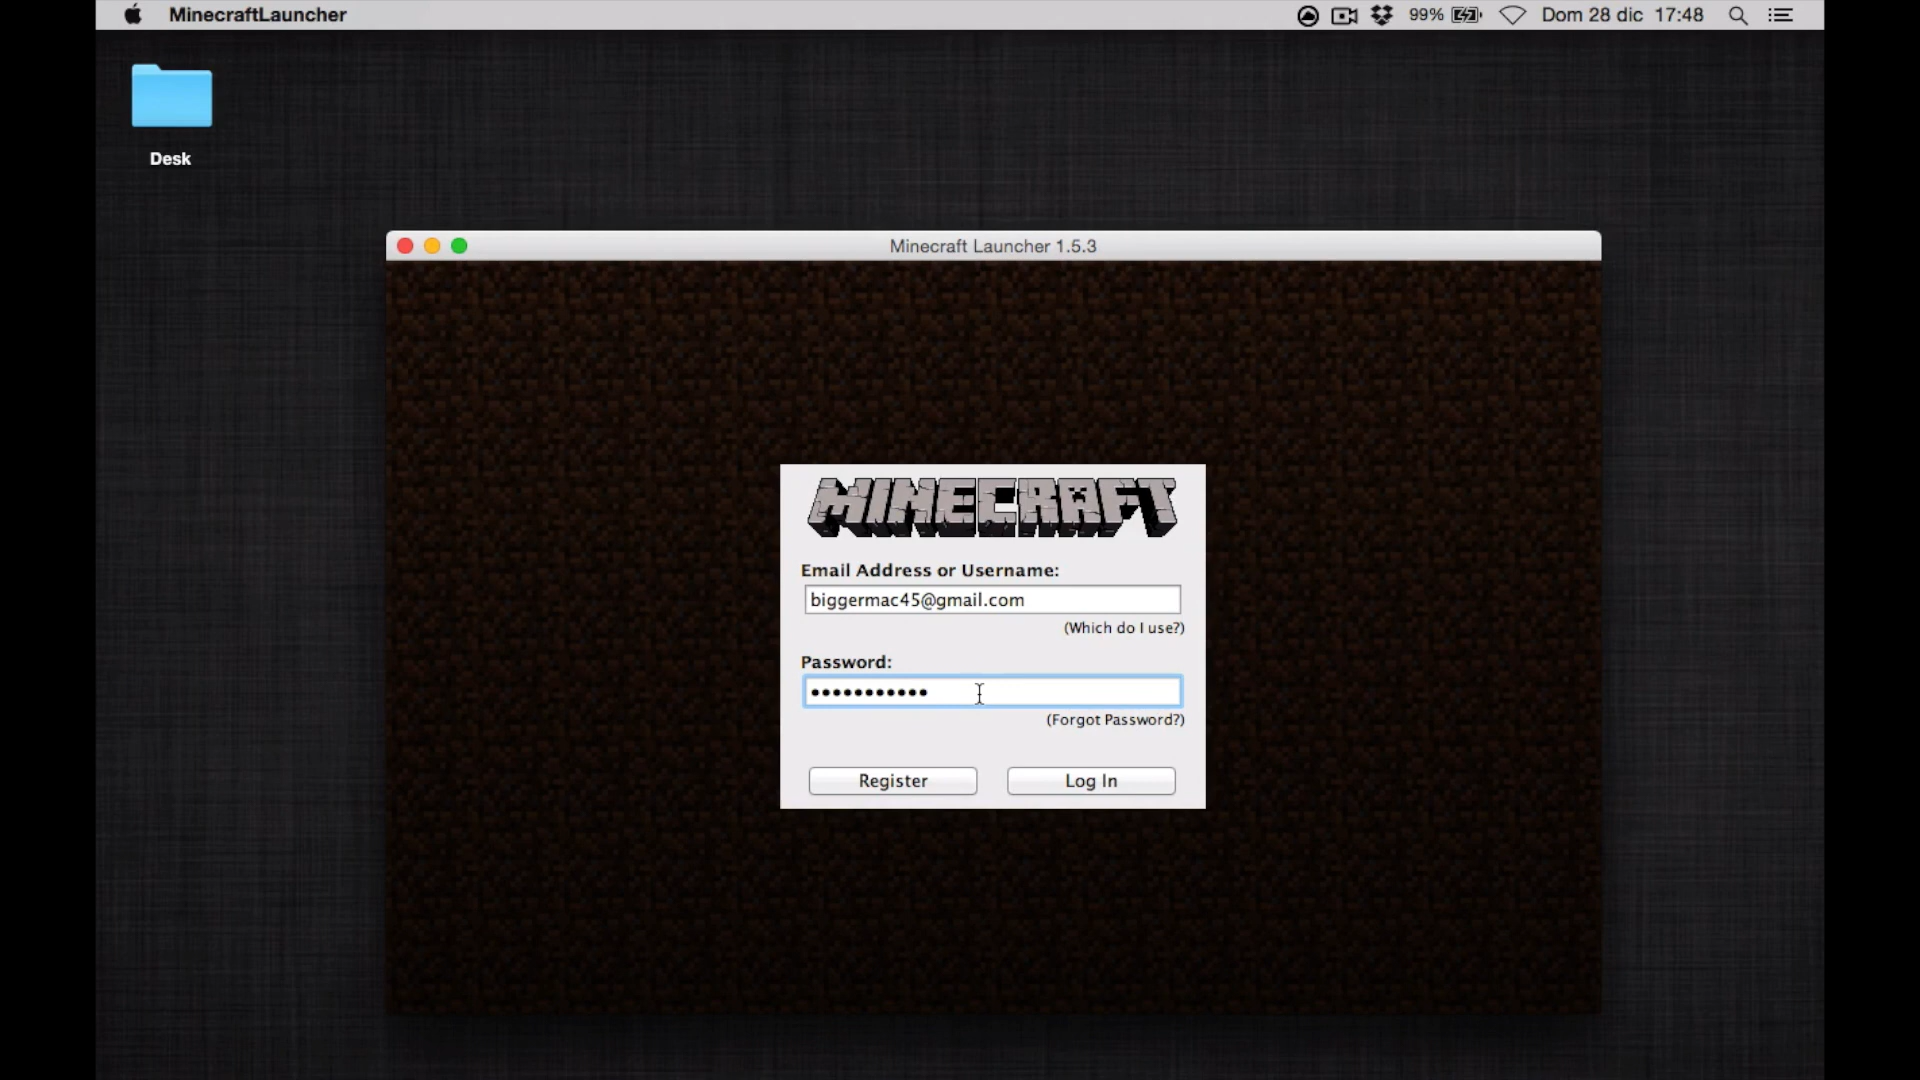 MinecraftLauncher
99%
Dom 28 dic 17:48
Desk
Minecraft Launcher 1.5.3
MINECRAFT
Email Address or Username:
biggermac45@gmail.com
(Which do I use?)
Password:
•••••••••••
(Forgot Password?)
Register
Log In